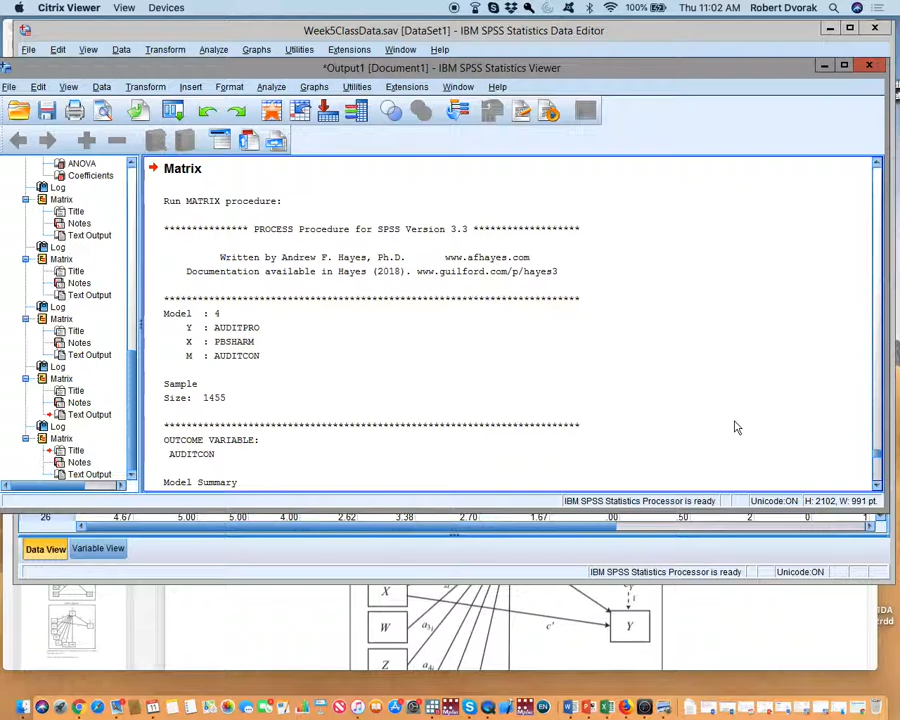 Citrix Viewer View Devices 100% Thu 11:02 AM Robert Dvorak
Week5ClassData.sav [DataSet1] - IBM SPSS Statistics Data Editor
File Edit View Data Transform Analyze Graphs Utilities Extensions Window Help
*Output1 [Document1] - IBM SPSS Statistics Viewer
File Edit View Data Transform Insert Format Analyze Graphs Utilities Extensions Window Help
ANOVA
Coefficients
Log
Matrix
Title
Notes
Text Output
Log
Matrix
Title
Notes
Text Output
Log
Matrix
Title
Notes
Text Output
Log
Matrix
Title
Notes
Text Output
Log
Matrix
Title
Notes
Text Output
Matrix
Run MATRIX procedure:
*************** PROCESS Procedure for SPSS Version 3.3 *******************
Written by Andrew F. Hayes, Ph.D. www.afhayes.com
Documentation available in Hayes (2018). www.guilford.com/p/hayes3
**************************************************************************
Model : 4
Y : AUDITPRO
X : PBSHARM
M : AUDITCON
Sample
Size: 1455
**************************************************************************
OUTCOME VARIABLE:
AUDITCON
Model Summary
IBM SPSS Statistics Processor is ready Unicode:ON H: 2102, W: 991 pt.
26 4.67 5.00 5.00 2.62 3.38 2.70 1.67 .00 .50 2 0 1
Data View Variable View
IBM SPSS Statistics Processor is ready Unicode:ON
X
W
Z
Y
c'
1